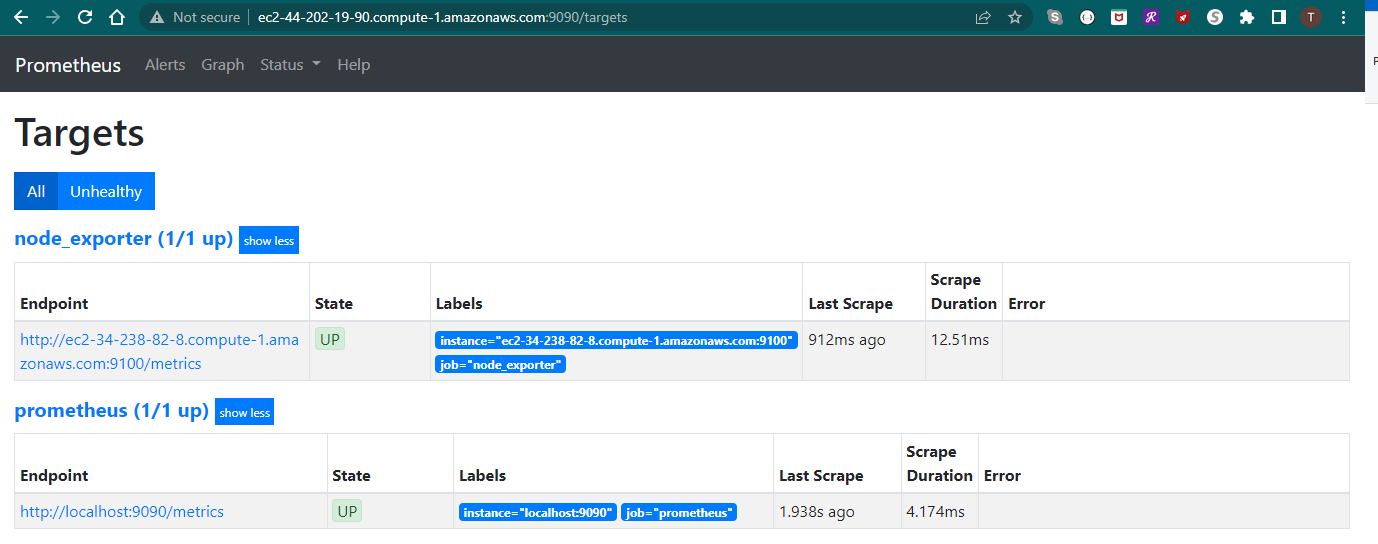 Not secure ec2-44-202-19-90.compute-1.amazonaws.com:9090/targets
T
Prometheus Alerts Graph Status Help
P
Targets
All Unhealthy
node_exporter (1/1 up) show less
Endpoint State Labels Last Scrape Scrape Duration Error
http://ec2-34-238-82-8.compute-1.ama
zonaws.com:9100/metrics
UP
instance="ec2-34-238-82-8.compute-1.amazonaws.com:9100"
job="node_exporter"
912ms ago
12.51ms
prometheus (1/1 up) show less
Endpoint State Labels Last Scrape Scrape Duration Error
http://localhost:9090/metrics UP instance="localhost:9090" job="prometheus" 1.938s ago 4.174ms